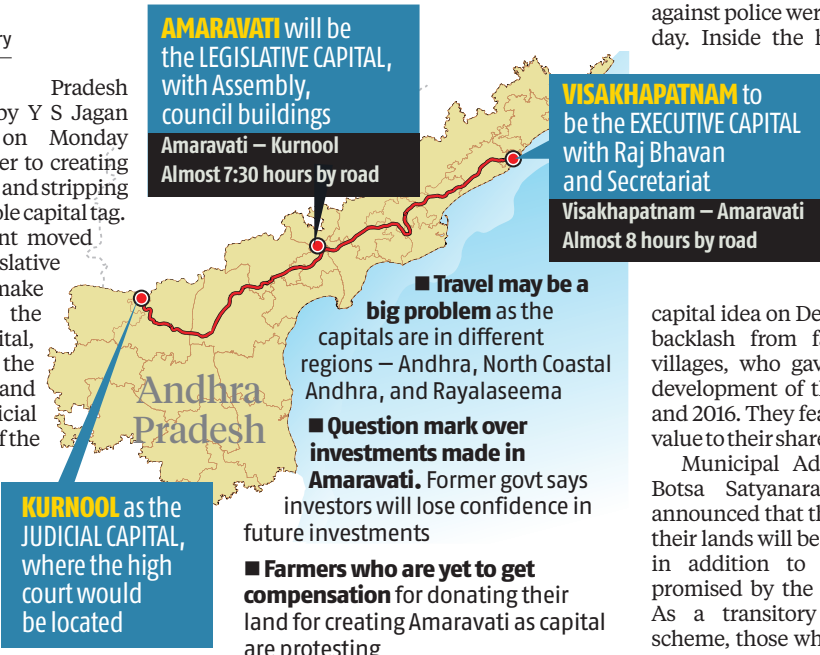 ry
Pradesh
by Y S Jagan
on Monday
er to creating
and stripping
ole capital tag.
nt moved
slative
make
the
ital,
the
and
icial
of the
AMARAVATI will be
the LEGISLATIVE CAPITAL,
with Assembly,
council buildings
Amaravati – Kurnool
Almost 7:30 hours by road
VISAKHAPATNAM to
be the EXECUTIVE CAPITAL
with Raj Bhavan
and Secretariat
Visakhapatnam – Amaravati
Almost 8 hours by road
Andhra
Pradesh
KURNOOL as the
JUDICIAL CAPITAL,
where the high
court would
be located
■ Travel may be a
big problem as the
capitals are in different
regions – Andhra, North Coastal
Andhra, and Rayalaseema
■ Question mark over
investments made in
Amaravati. Former govt says
investors will lose confidence in
future investments
■ Farmers who are yet to get
compensation for donating their
land for creating Amaravati as capital
are protesting
against police wer
day. Inside the h
capital idea on De
backlash from f
villages, who gav
development of th
and 2016. They fea
value to their share
Municipal Ad
Botsa Satyanara
announced that th
their lands will be
in addition to
promised by the
As a transitory
scheme, those wh